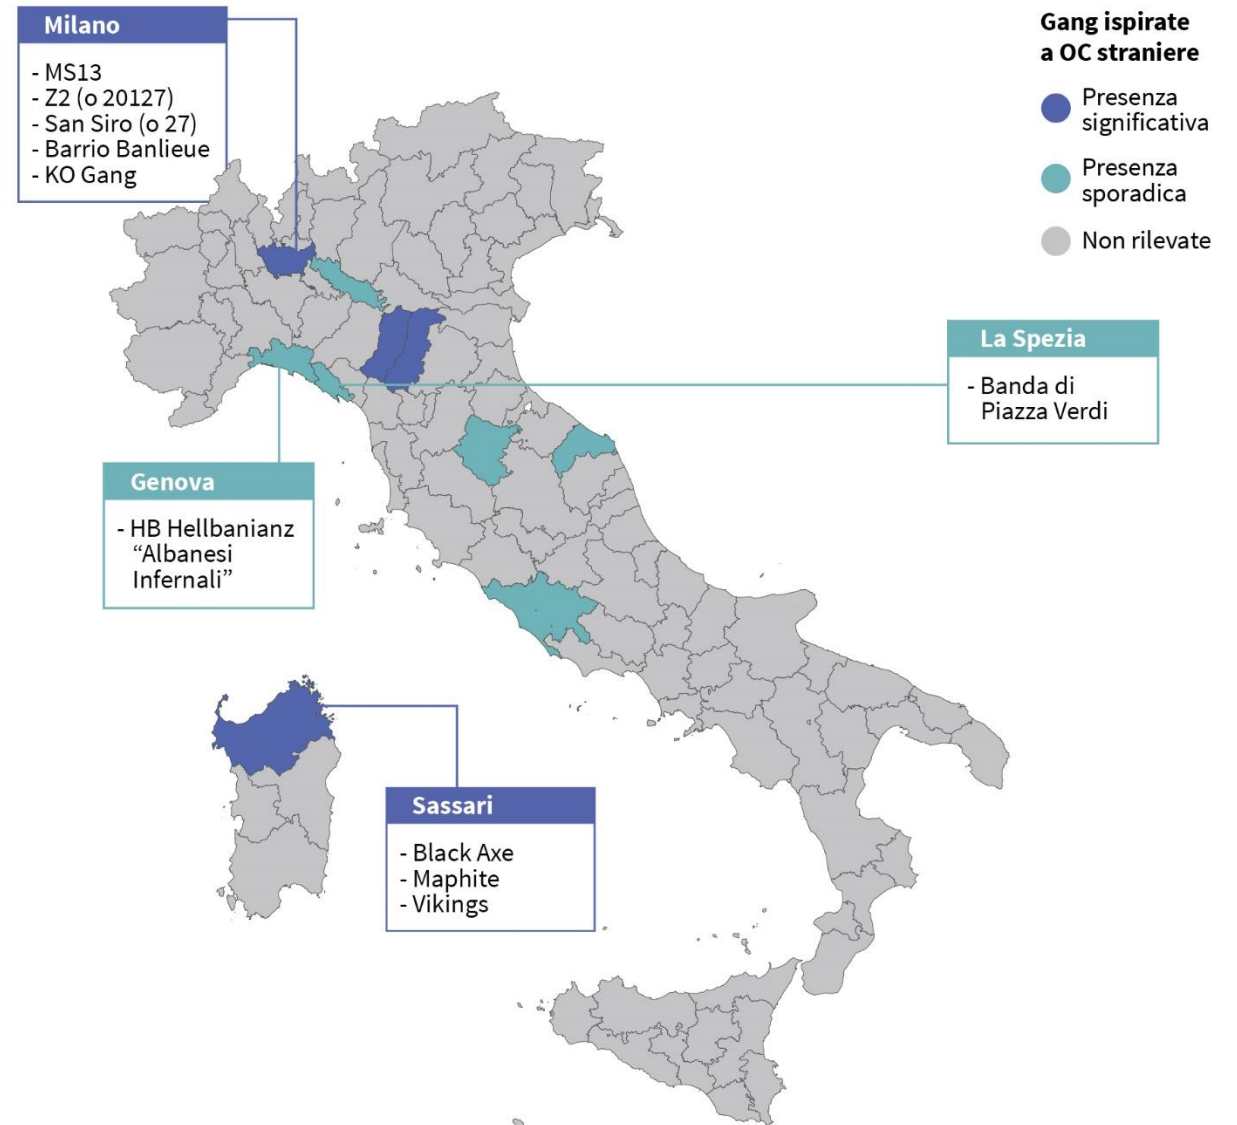 Milano
- MS13
- Z2 (o 20127)
- San Siro (o 27)
- Barrio Banlieue
- KO Gang
Gang ispirate
a OC straniere
Presenza
significativa
Presenza
sporadica
Non rilevate
La Spezia
- Banda di
Piazza Verdi
Genova
- HB Hellbanianz
“Albanesi
Infernali”
Sassari
- Black Axe
- Maphite
- Vikings